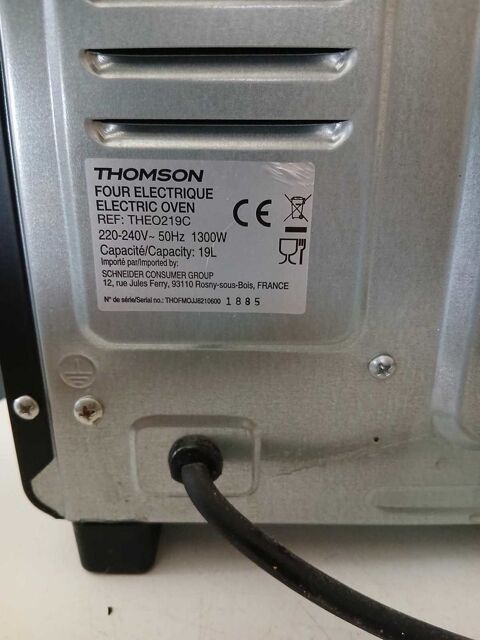 THOMSON
FOUR ELECTRIQUE
ELECTRIC OVEN
REF: THEO219C
220-240V~ 50Hz 1300W
Capacité/Capacity: 19L
Importé par/Imported by:
SCHNEIDER CONSUMER GROUP
12, rue Jules Ferry, 93110 Rosny-sous-Bois, FRANCE
N° de série/Serial no.: THOFMOJJ8210600 1885
CE